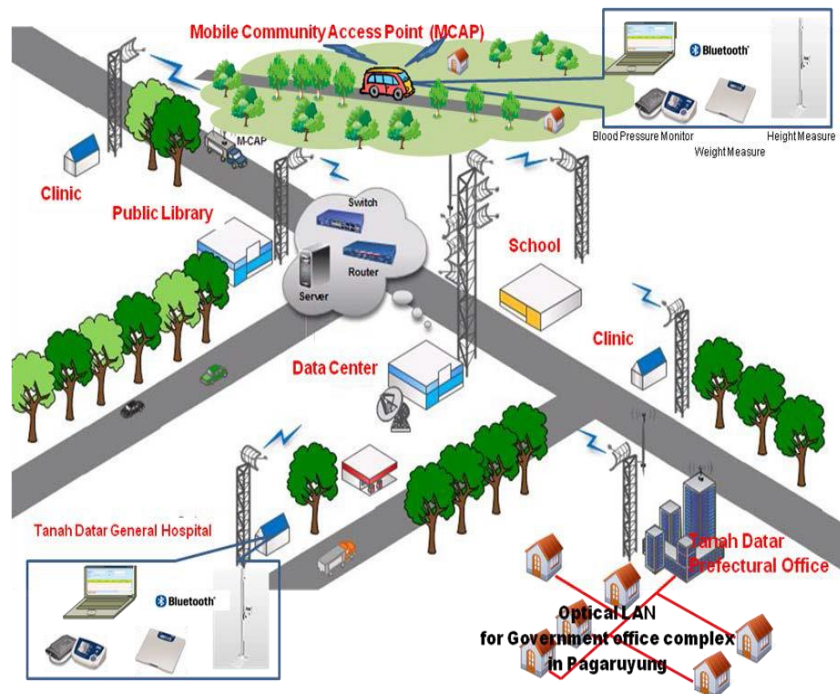 Mobile Community Access Point (MCAP)
Bluetooth
Blood Pressure Monitor
Height Measure
Weight Measure
M-CAP
Clinic
Switch
Public Library
School
Router
Server
Clinic
Data Center
Tanah Datar General Hospital
Tanah Datar
Prefectural Office
Bluetooth
Optical LAN
for Government office complex
in Pagaruyung